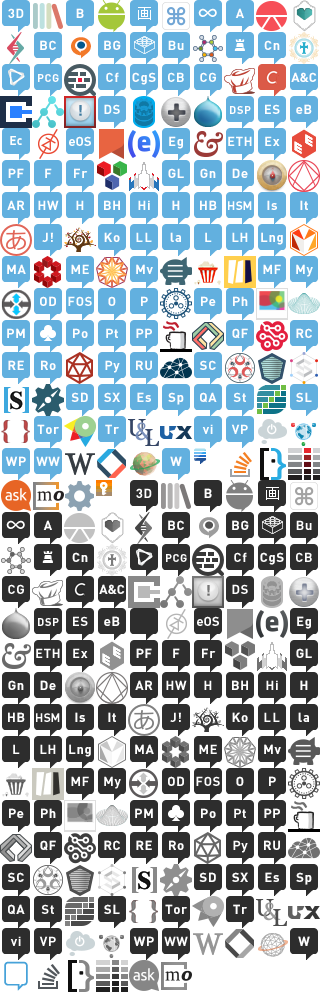 3D B 画 A
BC BG Bu Cn
PCG Cf CgS CB CG C A&C
! DS DSP ES eB
Ec eOS (e) Eg & ETH Ex EE
PF F Fr GL Gn De
AR HW H BH Hi H HB HSM Is It
あ J! Ko LL la L LH Lng
MA ME Mv MF My
OD FOS O P Pe Ph
PM Po Pt PP QF RC
RE Ro Py RU SC
[S] SD SX Es Sp QA St SL
{ } Tor Tr U&L UX vi VP
WP WW W W
ask mo 3D B 画
A BC BG Bu
Cn PCG Cf CgS CB
CG C A&C ! DS
DSP ES eB eOS (e) Eg
& ETH Ex EE PF F Fr GL
Gn De AR HW H BH Hi H
HB HSM Is It あ J! Ko LL la
L LH Lng MA ME Mv
MF My OD FOS O P
Pe Ph PM Po Pt PP
QF RC RE Ro Py RU
SC [S] SD SX Es Sp
QA St SL { } Tor Tr U&L UX
vi VP WP WW W W
ask mo